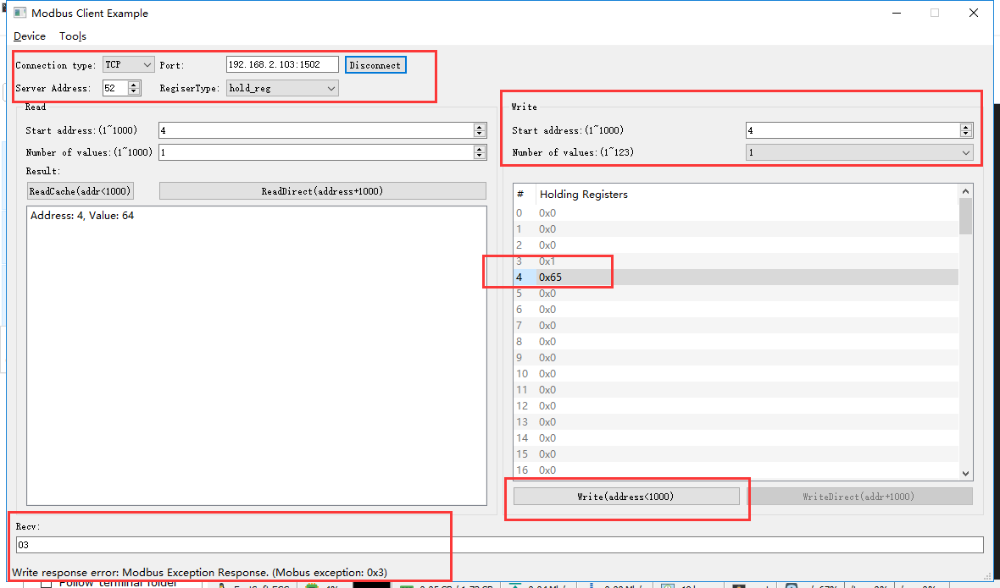 Modbus Client Example
Device Tools
Connection type: TCP Port: 192.168.2.103:1502 Disconnect
Server Address: 52 RegiserType: hold_reg
Read
Start address:(1~1000) 4
Number of values:(1~1000) 1
Result:
ReadCache(addr<1000) ReadDirect(address+1000)
Address: 4, Value: 64
Write
Start address:(1~1000) 4
Number of values:(1~123) 1
# Holding Registers
0 0x0
1 0x0
2 0x0
3 0x1
4 0x65
5 0x0
6 0x0
7 0x0
8 0x0
9 0x0
10 0x0
11 0x0
12 0x0
13 0x0
14 0x0
15 0x0
16 0x0
Write(address<1000) WriteDirect(addr+1000)
Recv:
03
Write response error: Modbus Exception Response. (Mobus exception: 0x3)
Follow terminal folder